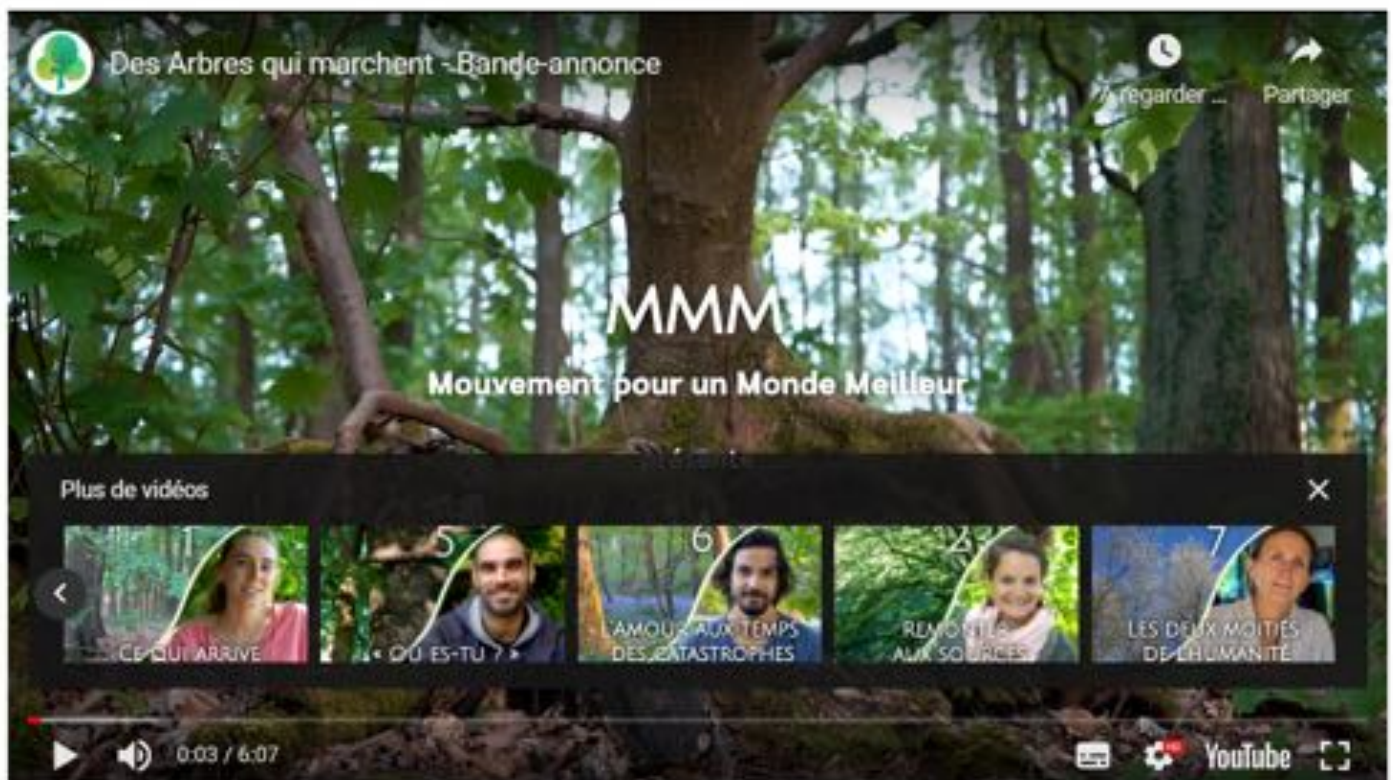 Des Arbres qui marchent - Bande-annonce
À regarder ...
Partager
MMM
Mouvement pour un Monde Meilleur
Plus de vidéos
1
CE QUI ARRIVE
5
« OÙ ES-TU ? »
6
L'AMOUR AUX TEMPS
DES CATASTROPHES
2
REMONTER
AUX SOURCES
7
LES DEUX MOITIÉS
DE L'HUMANITÉ
0:03 / 6:07
HD
YouTube